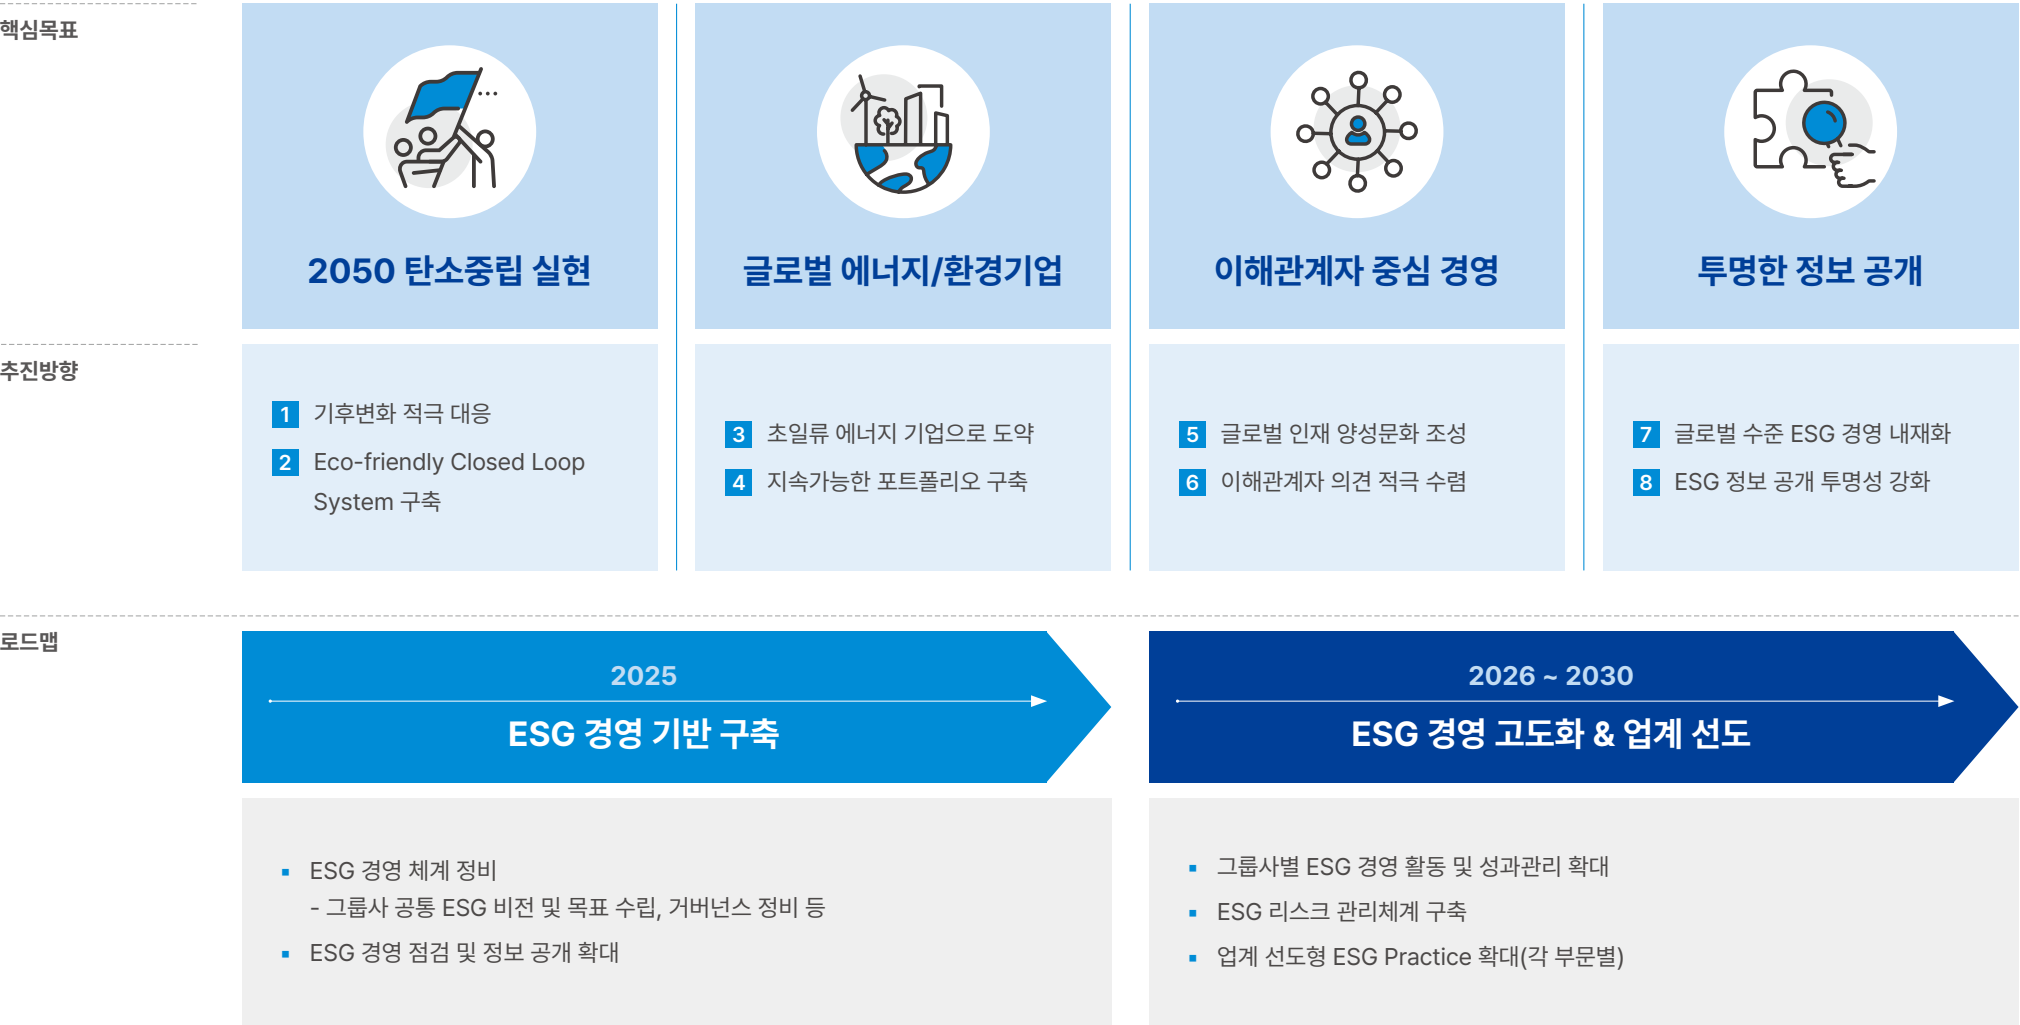 핵심목표
2050 탄소중립 실현
글로벌 에너지/환경기업
이해관계자 중심 경영
투명한 정보 공개
추진방향
1 기후변화 적극 대응
2 Eco-friendly Closed Loop
System 구축
3 초일류 에너지 기업으로 도약
4 지속가능한 포트폴리오 구축
5 글로벌 인재 양성문화 조성
6 이해관계자 의견 적극 수렴
7 글로벌 수준 ESG 경영 내재화
8 ESG 정보 공개 투명성 강화
로드맵
2025
ESG 경영 기반 구축
▪ ESG 경영 체계 정비
- 그룹사 공통 ESG 비전 및 목표 수립, 거버넌스 정비 등
▪ ESG 경영 점검 및 정보 공개 확대
2026 ~ 2030
ESG 경영 고도화 & 업계 선도
▪ 그룹사별 ESG 경영 활동 및 성과관리 확대
▪ ESG 리스크 관리체계 구축
▪ 업계 선도형 ESG Practice 확대(각 부문별)